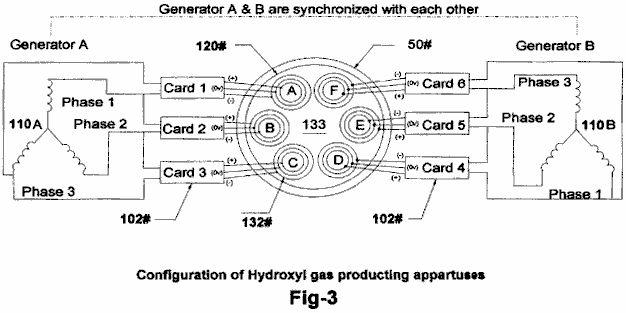 Generator A & B are synchronized with each other
Generator A
120#
50#
Generator B
Card 1
(+)
(0v)
(-)
A
F
(-)
(0v)
(+)
Card 6
Phase 3
Phase 1
110A
Phase 2
Card 2
(+)
(0v)
(-)
B
133
E
(-)
(0v)
(+)
Card 5
Phase 2
110B
Card 3
(+)
(0v)
(-)
C
D
(-)
(0v)
(+)
Card 4
Phase 3
Phase 1
102#
132#
102#
Configuration of Hydroxyl gas producting appartuses
Fig-3